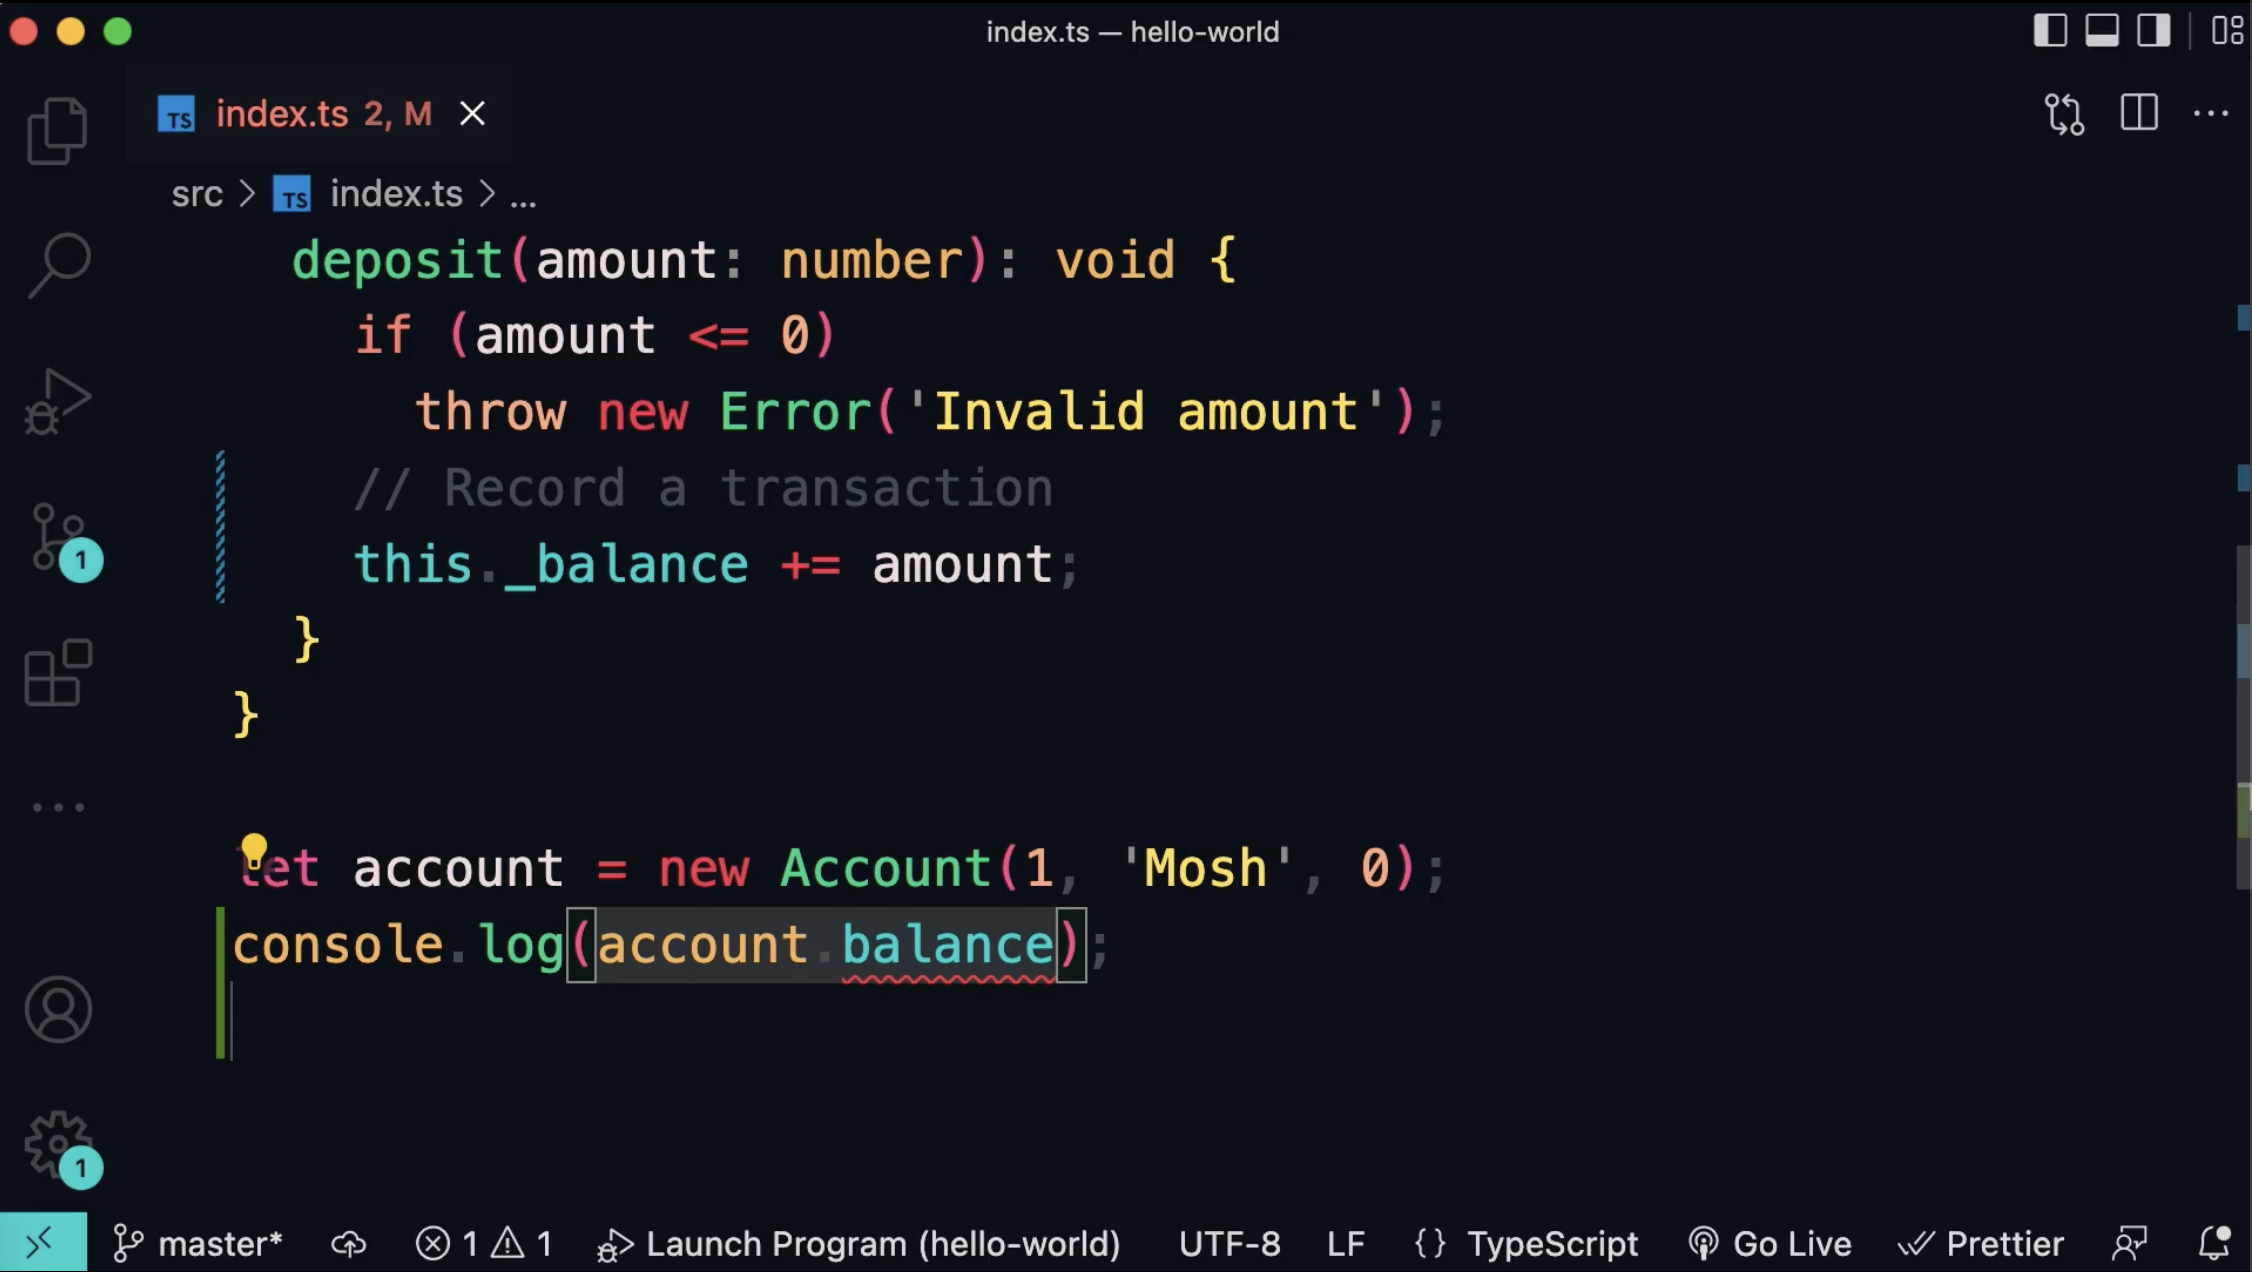 index.ts — hello-world
TS index.ts 2, M
src > TS index.ts > ...
deposit(amount: number): void {
if (amount <= 0)
throw new Error('Invalid amount');
// Record a transaction
this._balance += amount;
}
}
let account = new Account(1, 'Mosh', 0);
console.log(account.balance);
1
1
master* 1 1 Launch Program (hello-world) UTF-8 LF {} TypeScript Go Live Prettier